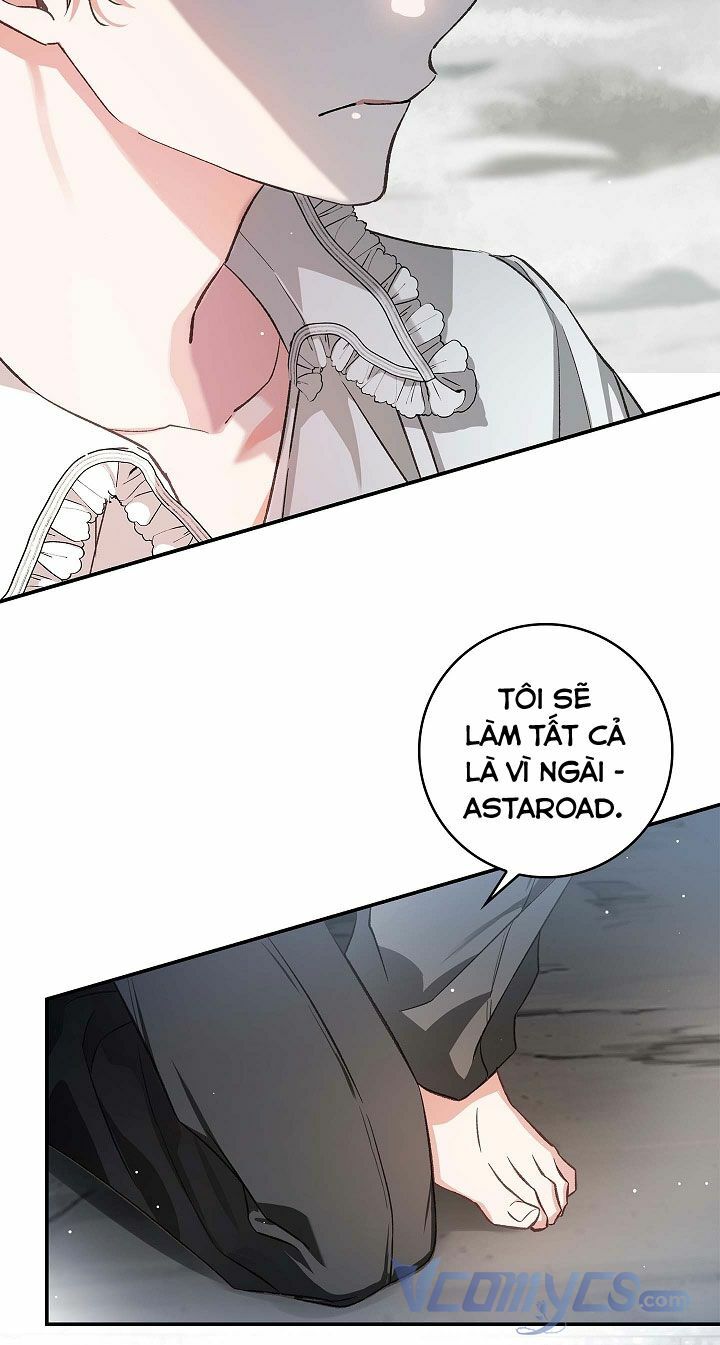 TÔI SẼ
LÀM TẤT CẢ
LÀ VÌ NGÀI -
ASTAROAD.
VCOMYCS.com